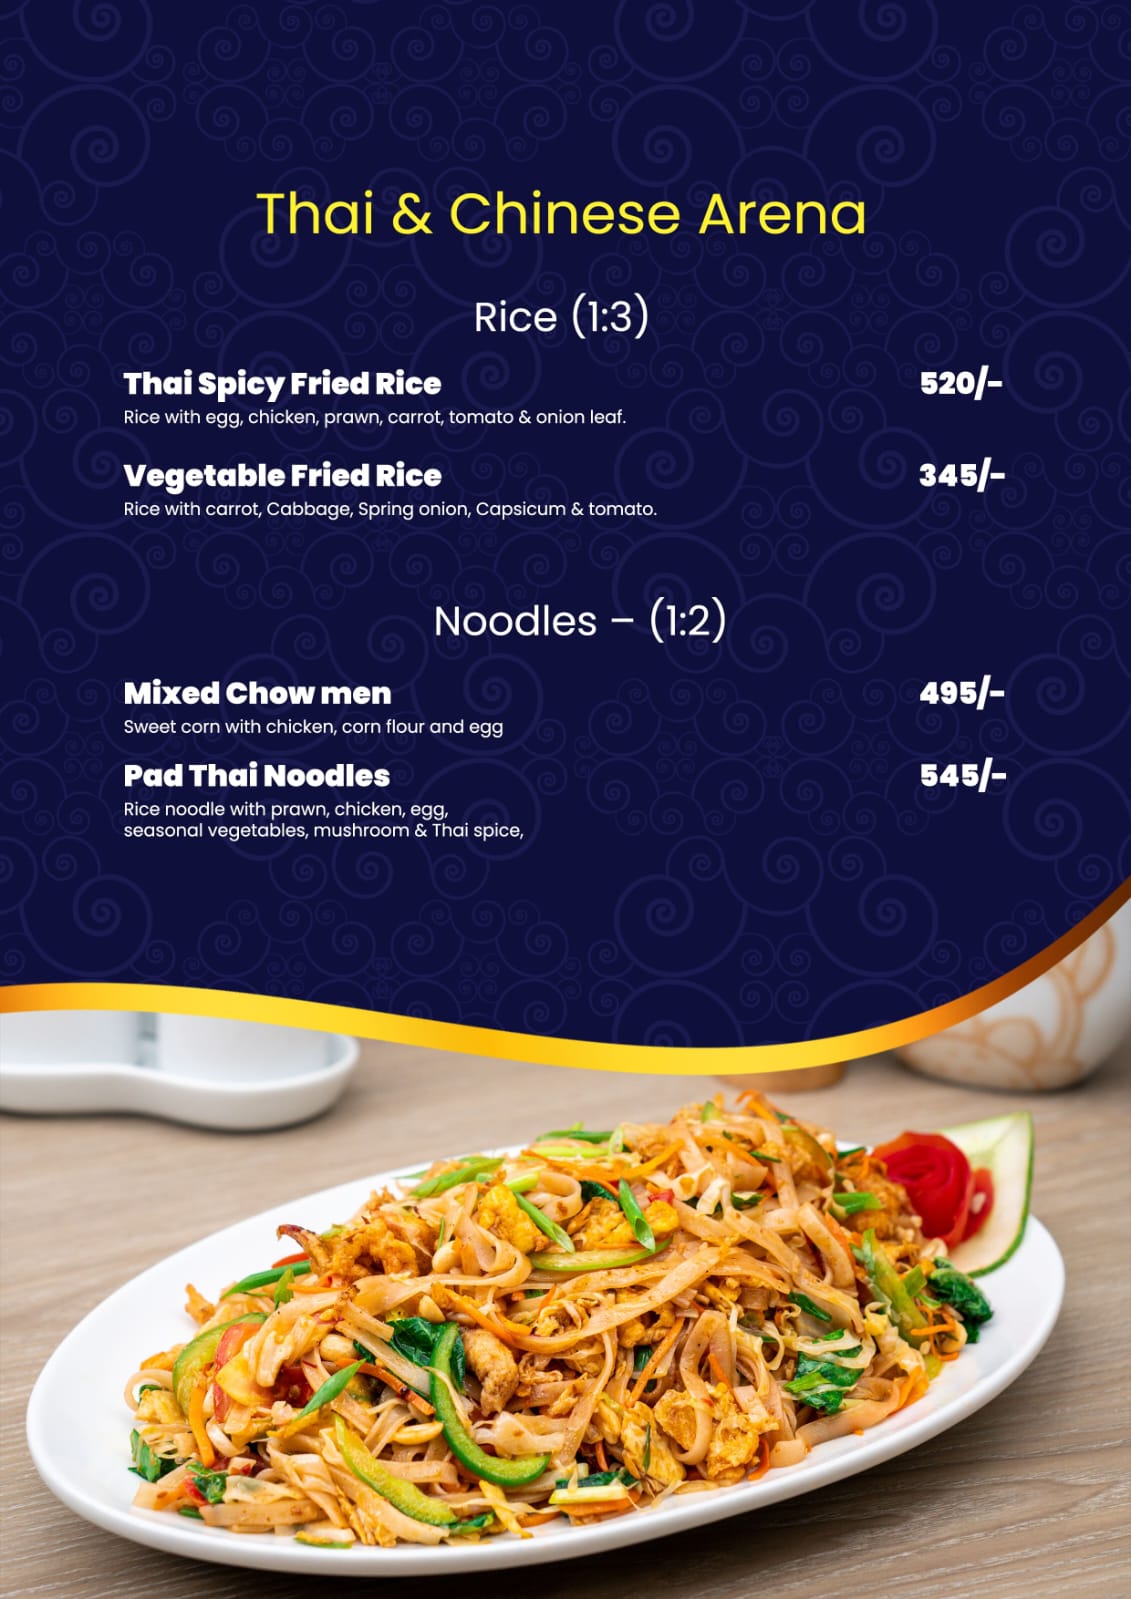 Thai & Chinese Arena
Rice (1:3)
Thai Spicy Fried Rice 520/-
Rice with egg, chicken, prawn, carrot, tomato & onion leaf.
Vegetable Fried Rice 345/-
Rice with carrot, Cabbage, Spring onion, Capsicum & tomato.
Noodles – (1:2)
Mixed Chow men 495/-
Sweet corn with chicken, corn flour and egg
Pad Thai Noodles 545/-
Rice noodle with prawn, chicken, egg,
seasonal vegetables, mushroom & Thai spice,